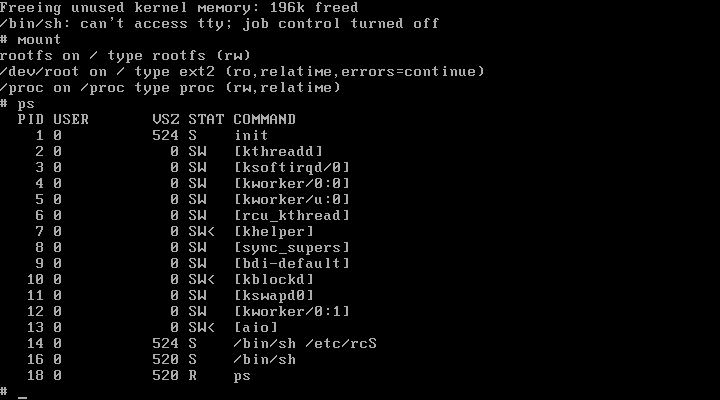 Freeing unused kernel memory: 196k freed
/bin/sh: can't access tty; job control turned off
# mount
rootfs on / type rootfs (rw)
/dev/root on / type ext2 (ro,relatime,errors=continue)
/proc on /proc type proc (rw,relatime)
# ps
  PID USER       VSZ STAT COMMAND
    1 0          524 S    init
    2 0            0 SW   [kthreadd]
    3 0            0 SW   [ksoftirqd/0]
    4 0            0 SW   [kworker/0:0]
    5 0            0 SW   [kworker/u:0]
    6 0            0 SW   [rcu_kthread]
    7 0            0 SW<  [khelper]
    8 0            0 SW   [sync_supers]
    9 0            0 SW   [bdi-default]
   10 0            0 SW<  [kblockd]
   11 0            0 SW   [kswapd0]
   12 0            0 SW   [kworker/0:1]
   13 0            0 SW<  [aio]
   14 0          524 S    /bin/sh /etc/rcS
   16 0          520 S    /bin/sh
   18 0          520 R    ps
# _